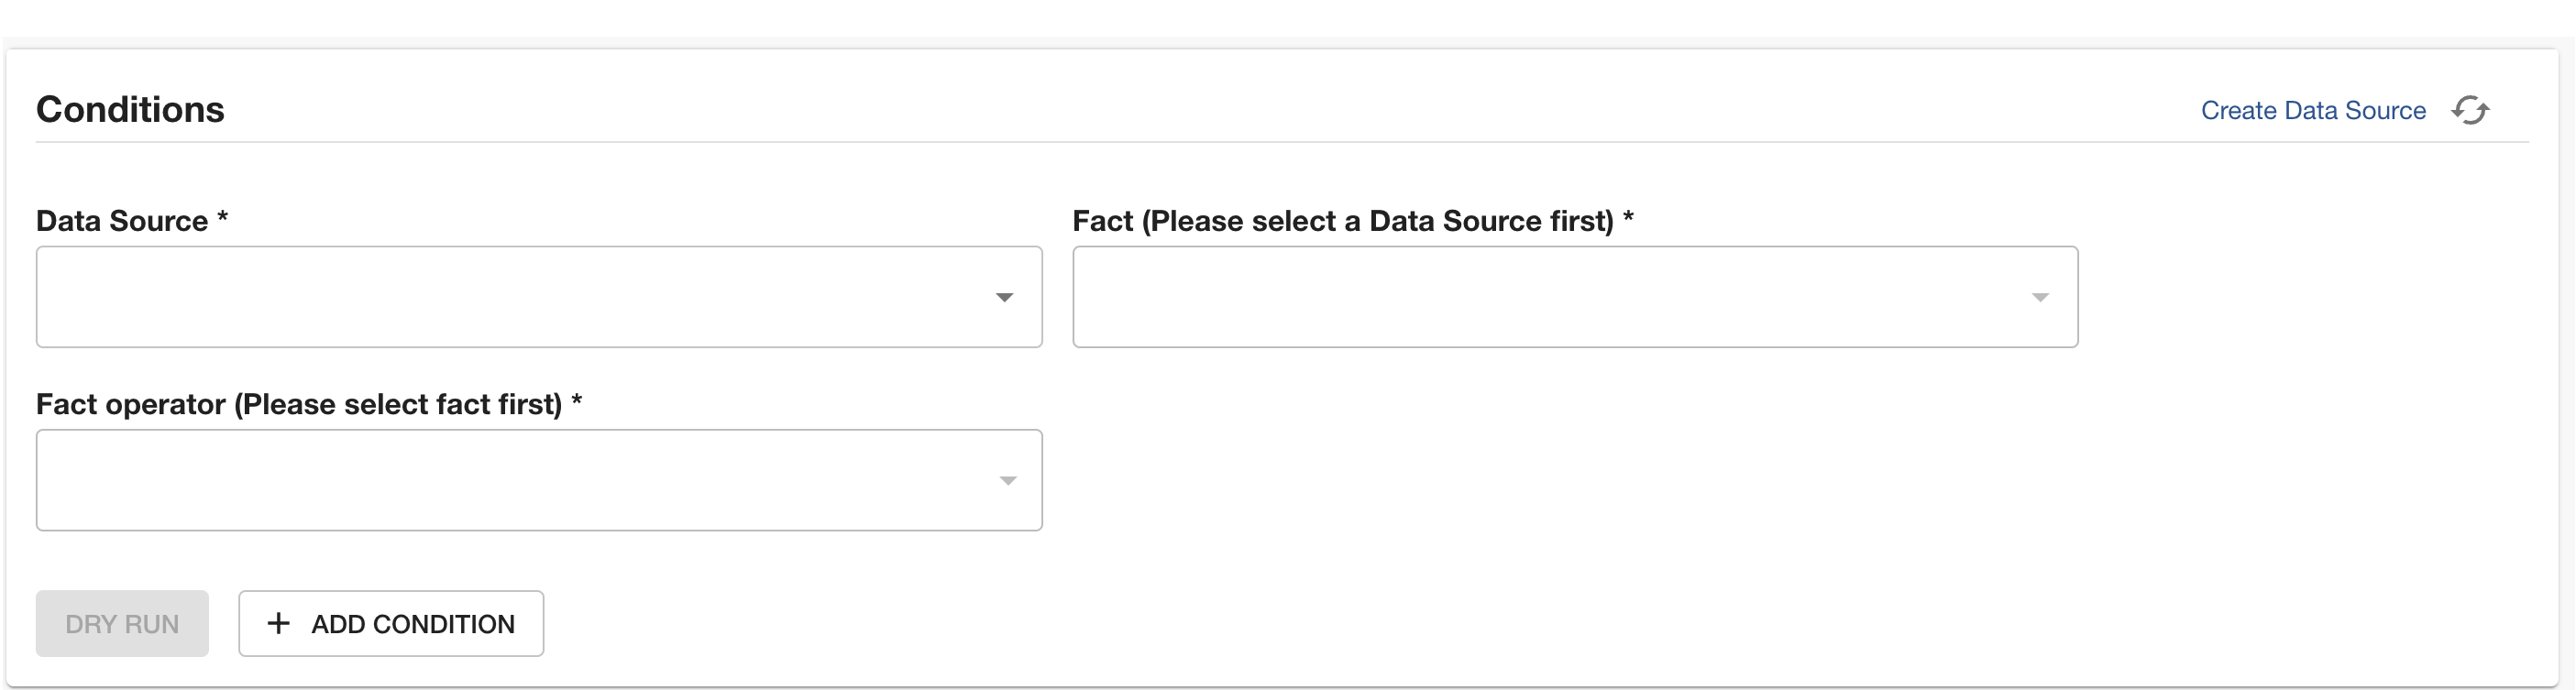 Conditions
Create Data Source
Data Source *
Fact (Please select a Data Source first) *
Fact operator (Please select fact first) *
DRY RUN
+ ADD CONDITION